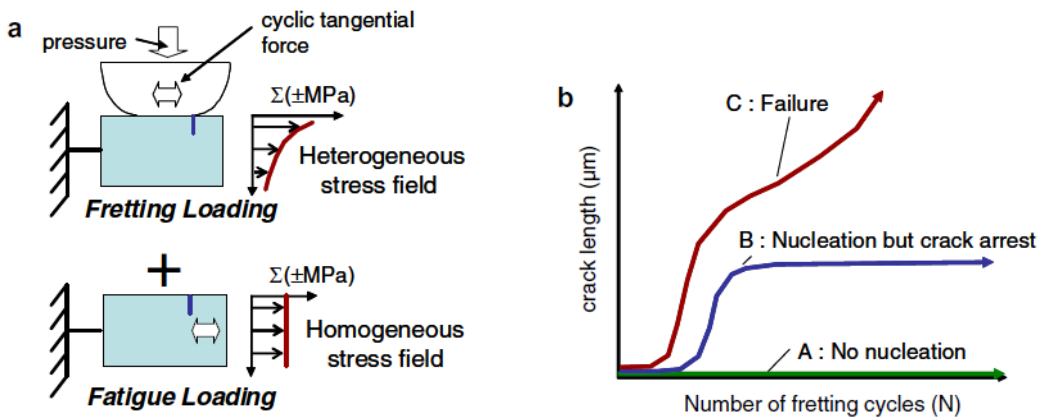 a
pressure
cyclic tangential
force
Σ(±MPa)
Heterogeneous
stress field
Fretting Loading
+
Σ(±MPa)
Homogeneous
stress field
Fatigue Loading
b
C : Failure
crack length (μm)
B : Nucleation but crack arrest
A : No nucleation
Number of fretting cycles (N)